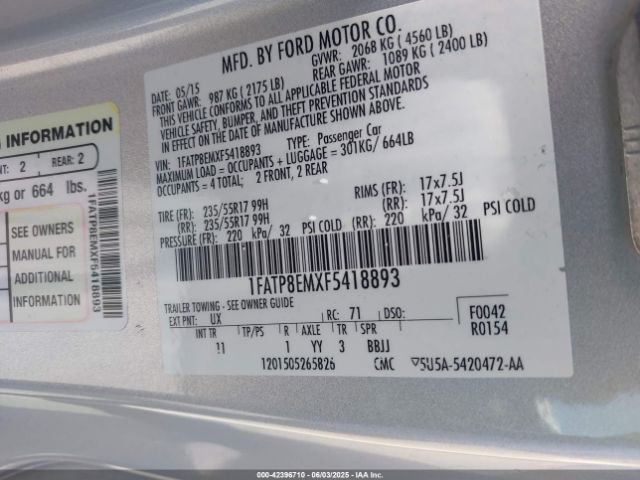 MFD. BY FORD MOTOR CO.
DATE: 05/15 GVWR: 2068 KG ( 4560 LB)
FRONT GAWR: 987 KG ( 2175 LB) REAR GAWR: 1089 KG ( 2400 LB)
THIS VEHICLE CONFORMS TO ALL APPLICABLE FEDERAL MOTOR
VEHICLE SAFETY, BUMPER, AND THEFT PREVENTION STANDARDS
IN EFFECT ON THE DATE OF MANUFACTURE SHOWN ABOVE.
VIN: 1FATP8EMXF5418893 TYPE: Passenger Car
MAXIMUM LOAD = OCCUPANTS + LUGGAGE = 301KG/ 664LB
OCCUPANTS = 4 TOTAL; 2 FRONT, 2 REAR
TIRE (FR): 235/55R17 99H RIMS (FR): 17x7.5J
(RR): 235/55R17 99H (RR): 17x7.5J
PRESSURE (FR): 220 kPa/ 32 (RR): 220 kPa/ 32 PSI COLD
PSI COLD
1FATP8EMXF5418893
TRAILER TOWING - SEE OWNER GUIDE
EXT PNT: UX RC: 71 DSO: F0042
INT TR TP/PS R AXLE TR SPR R0154
11 1 YY 3 BBJJ
1201505265826 CMC ▽5U5A-5420472-AA
INFORMATION
NT: 2 REAR: 2
kg or 664 lbs.
SEE OWNERS
MANUAL FOR
ADDITIONAL
INFORMATION
1FATP8EMXF5418893
000-42396710 - 06/03/2025 - IAA Inc.